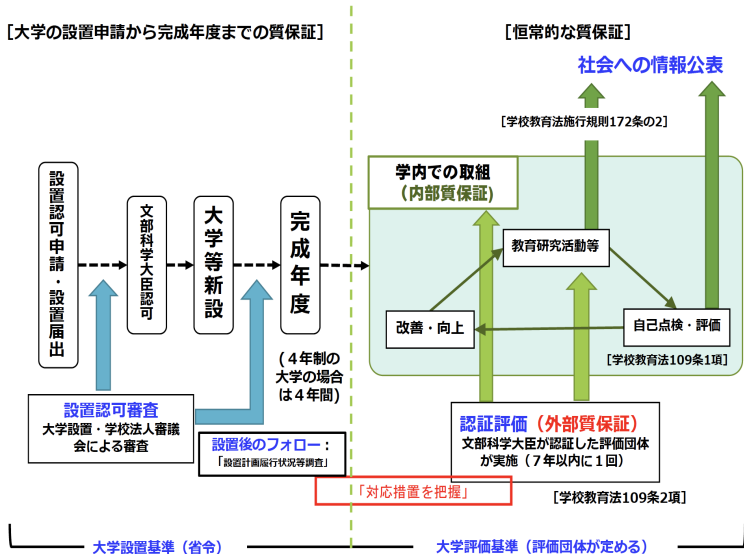 [大学の設置申請から完成年度までの質保証]
[恒常的な質保証]
社会への情報公表
[学校教育法施行規則172条の2]
設置認可申請・設置届出
文部科学大臣認可
大学等新設
完成年度
(４年制の
大学の場合
は４年間)
学内での取組
(内部質保証)
教育研究活動等
改善・向上
自己点検・評価
[学校教育法109条1項]
設置認可審査
大学設置・学校法人審議
会による審査
設置後のフォロー：
「設置計画履行状況等調査」
認証評価（外部質保証）
文部科学大臣が認証した評価団体
が実施（７年以内に１回）
「対応措置を把握」
[学校教育法109条2項]
大学設置基準（省令）
大学評価基準（評価団体が定める）